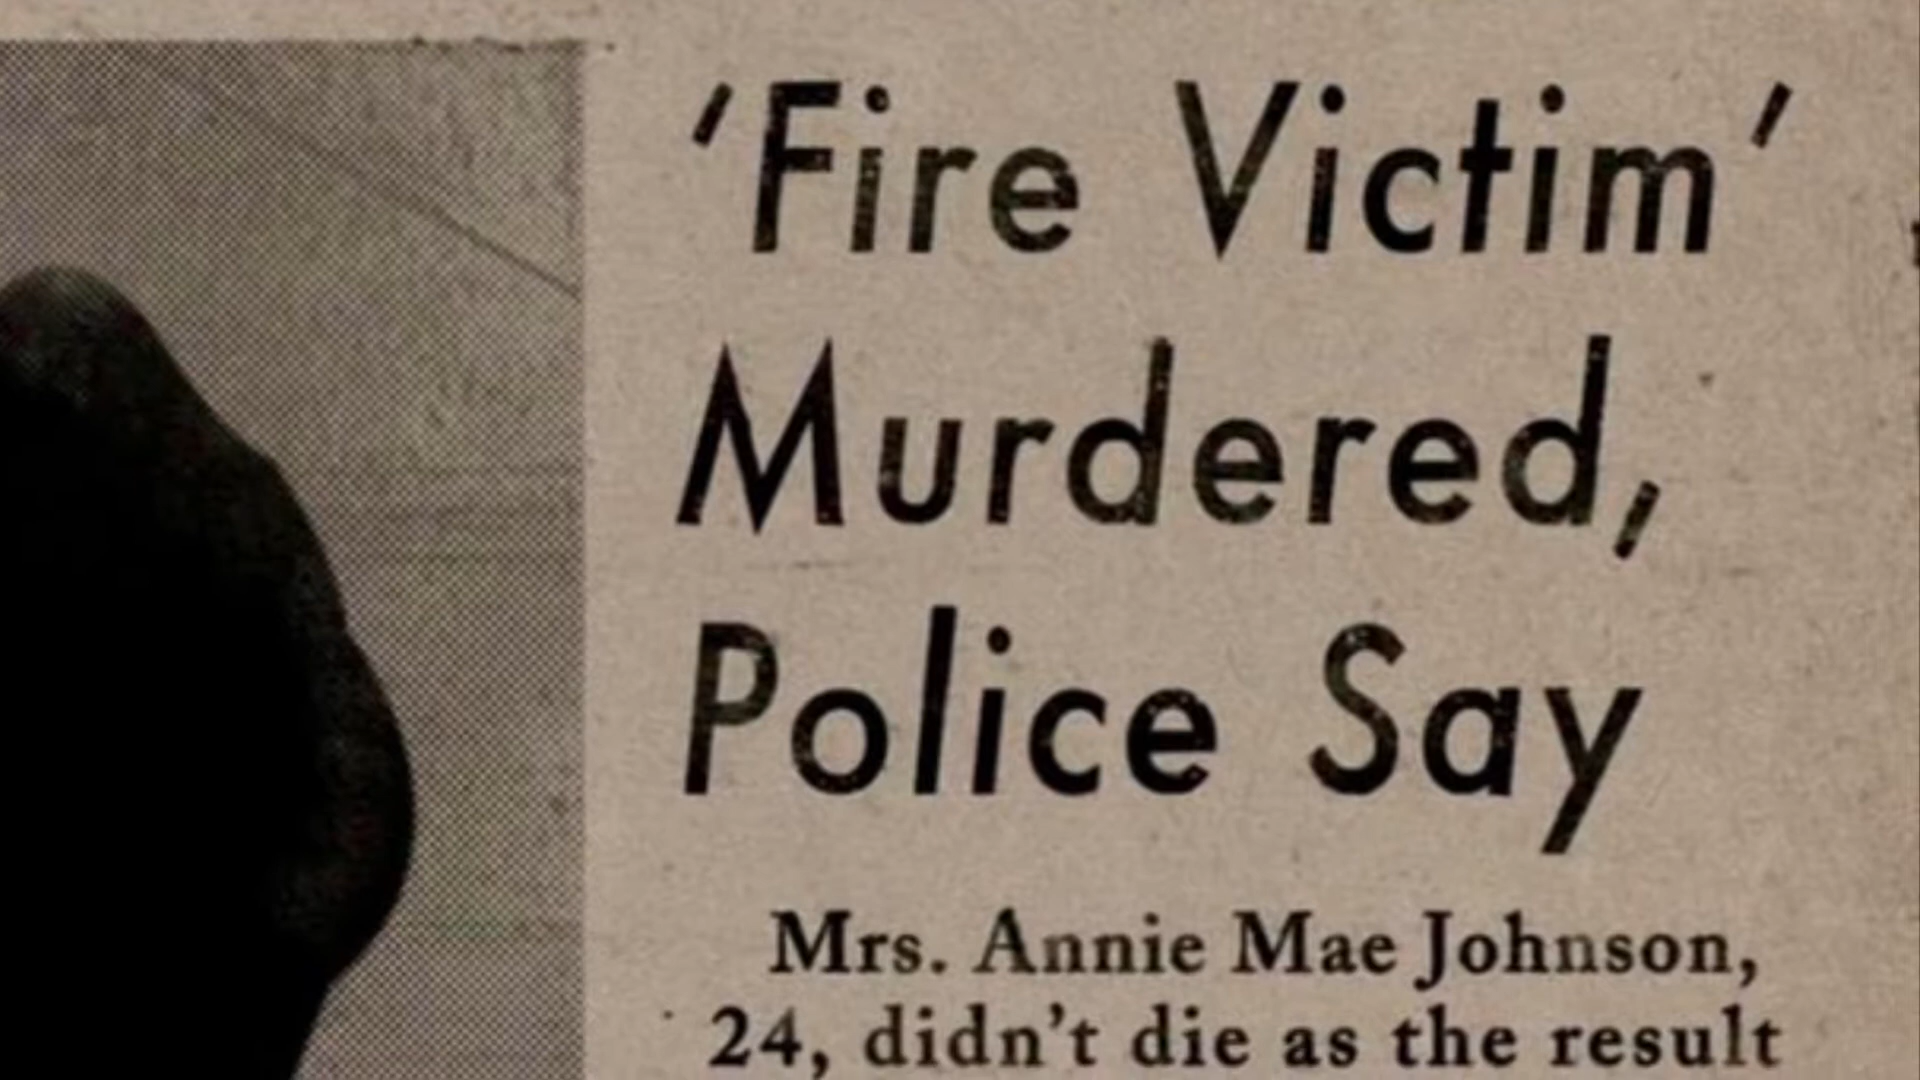 ‘Fire Victim’
Murdered,
Police Say
Mrs. Annie Mae Johnson,
24, didn't die as the result